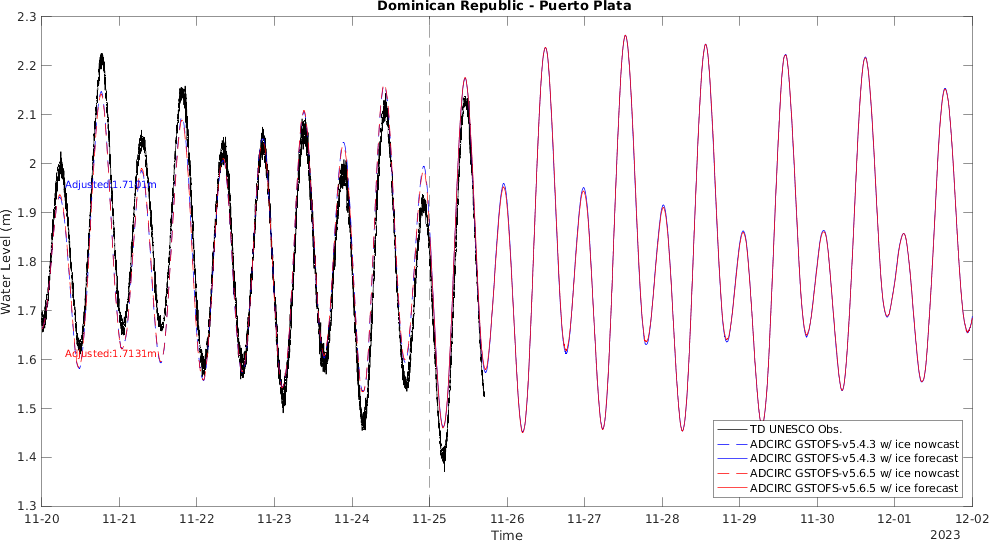 Dominican Republic - Puerto Plata
2.3
2.2
2.1
2
1.9
1.8
1.7
1.6
1.5
1.4
1.3
Water Level (m)
Adjusted:1.7101m
Adjusted:1.7131m
TD UNESCO Obs.
ADCIRC GSTOFS-v5.4.3 w/ ice nowcast
ADCIRC GSTOFS-v5.4.3 w/ ice forecast
ADCIRC GSTOFS-v5.6.5 w/ ice nowcast
ADCIRC GSTOFS-v5.6.5 w/ ice forecast
11-20 11-21 11-22 11-23 11-24 11-25 11-26 11-27 11-28 11-29 11-30 12-01 12-02
Time
2023